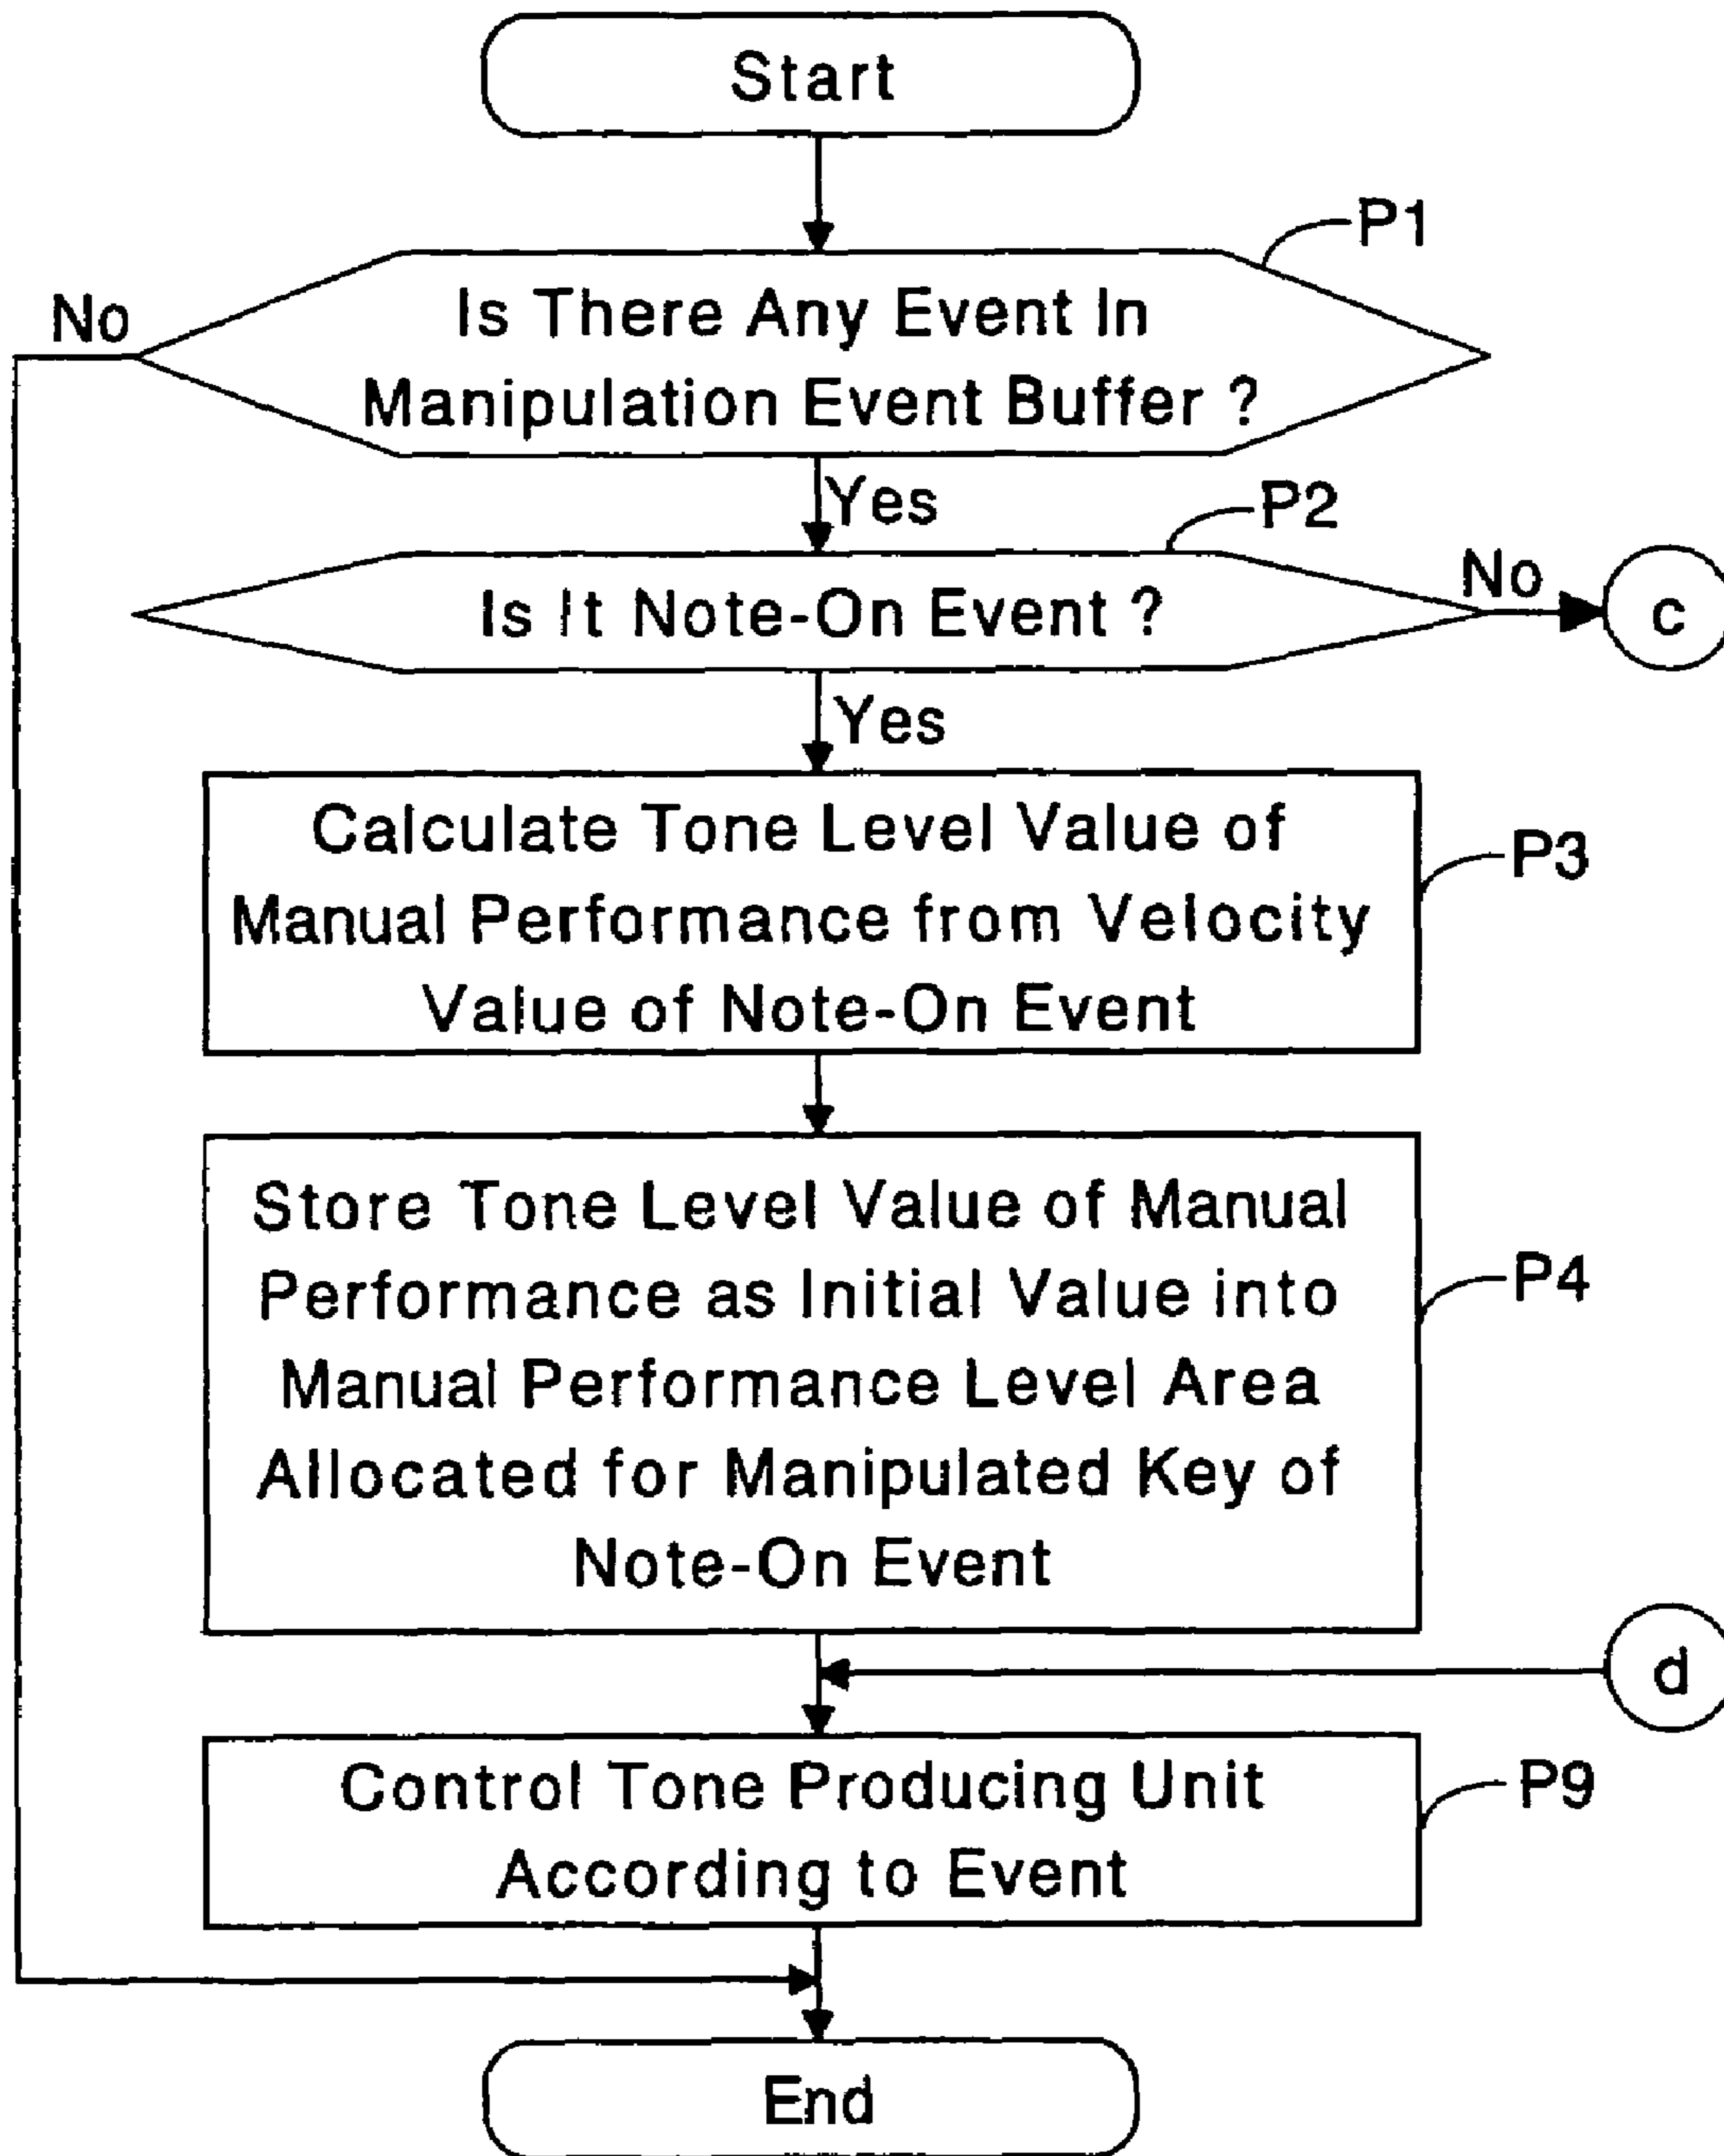 Start
P1
No
Is There Any Event In
Manipulation Event Buffer ?
Yes
P2
Is It Note-On Event ?
No
c
Yes
Calculate Tone Level Value of
Manual Performance from Velocity
Value of Note-On Event
P3
Store Tone Level Value of Manual
Performance as Initial Value into
Manual Performance Level Area
Allocated for Manipulated Key of
Note-On Event
P4
d
Control Tone Producing Unit
According to Event
P9
End